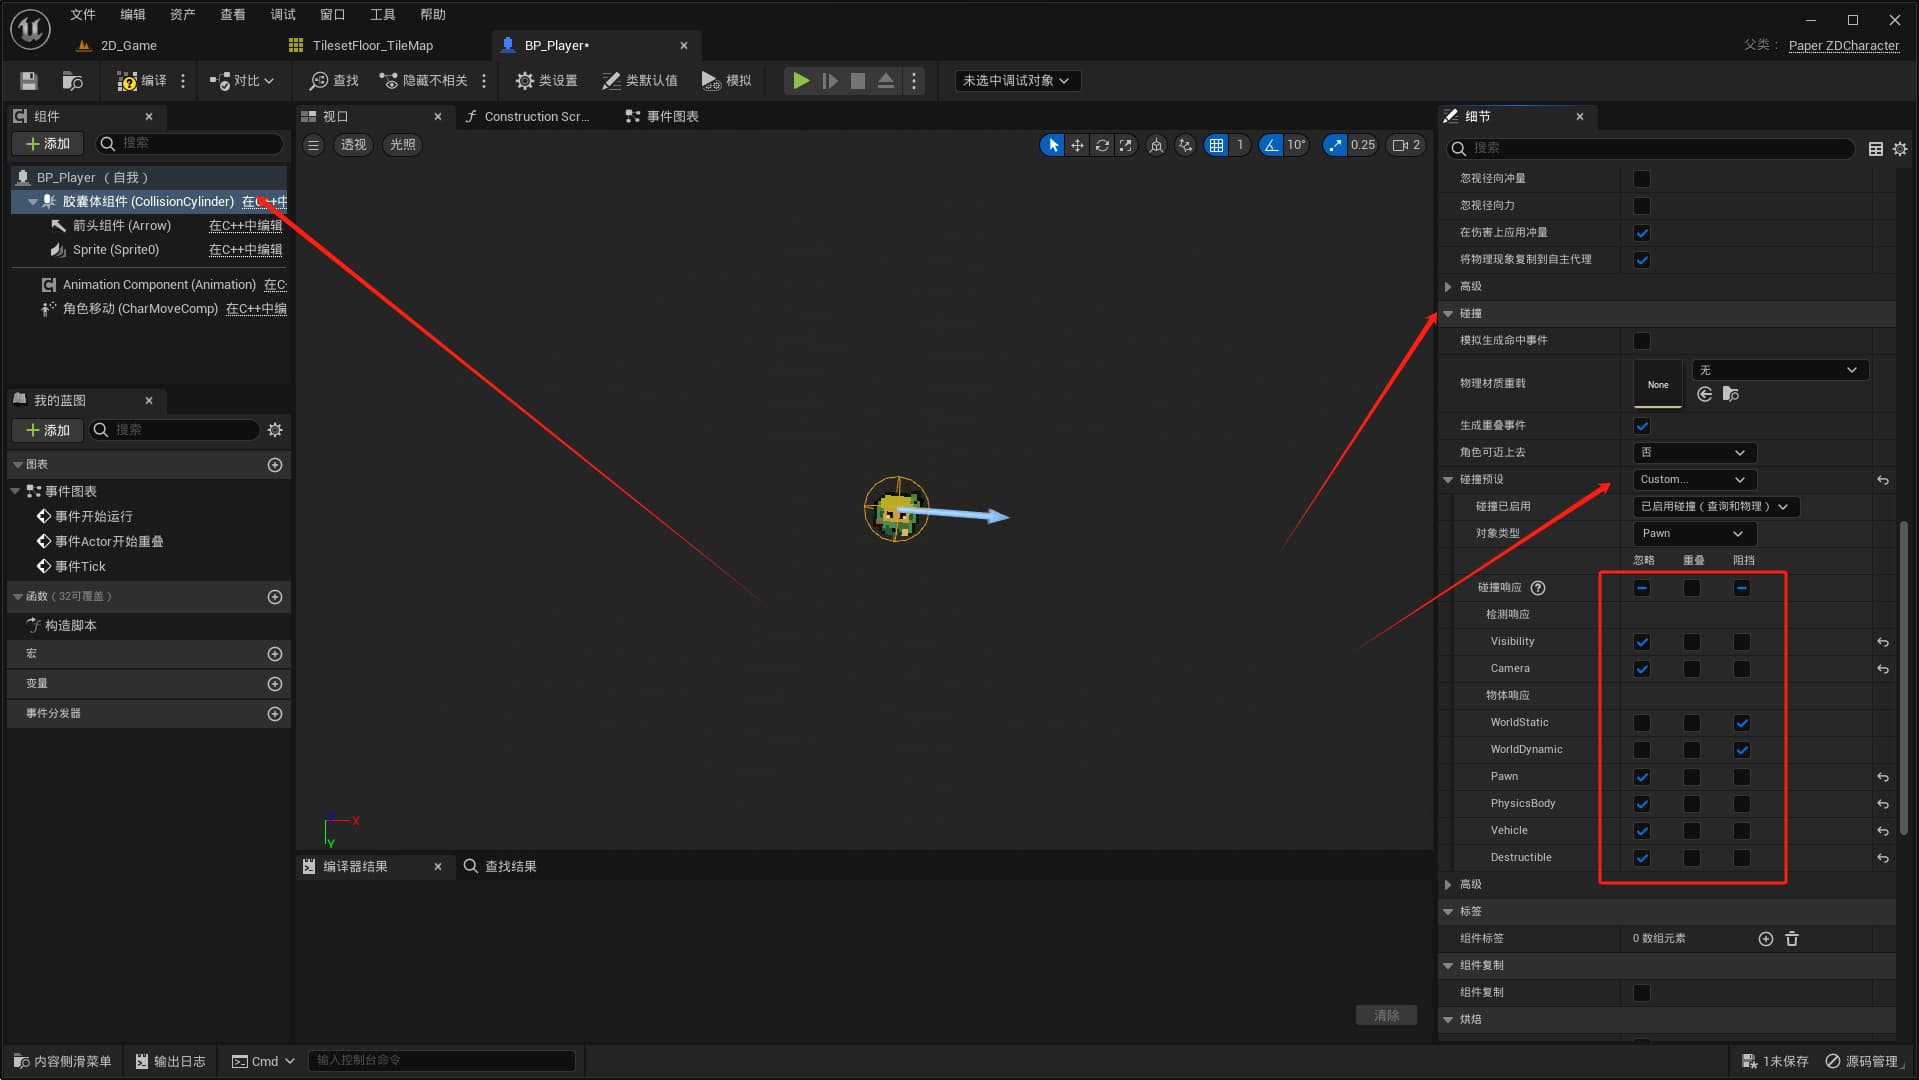 文件 编辑 资产 查看 调试 窗口 工具 帮助
2D_Game TilesetFloor_TileMap BP_Player*
父类： Paper ZDCharacter
编译 对比 查找 隐藏不相关 类设置 类默认值 模拟 未选中调试对象
组件
添加 搜索
BP_Player （自我）
胶囊体组件 (CollisionCylinder) 在C++中
箭头组件 (Arrow) 在C++中编辑
Sprite (Sprite0) 在C++中编辑
Animation Component (Animation) 在C
角色移动 (CharMoveComp) 在C++中编
我的蓝图
添加 搜索
图表
事件图表
事件开始运行
事件Actor开始重叠
事件Tick
函数（32可覆盖）
构造脚本
宏
变量
事件分发器
视口 Construction Scr... 事件图表
透视 光照 1 10° 0.25 2
X
Y
编译器结果 查找结果
清除
细节
搜索
忽视径向冲量
忽视径向力
在伤害上应用冲量
将物理现象复制到自主代理
高级
碰撞
模拟生成命中事件
物理材质重载 None 无
生成重叠事件
角色可迈上去 否
碰撞预设 Custom...
碰撞已启用 已启用碰撞（查询和物理）
对象类型 Pawn
忽略 重叠 阻挡
碰撞响应 ?
检测响应
Visibility
Camera
物体响应
WorldStatic
WorldDynamic
Pawn
PhysicsBody
Vehicle
Destructible
高级
标签
组件标签 0 数组元素
组件复制
组件复制
烘焙
内容侧滑菜单 输出日志 Cmd 输入控制台命令
1未保存 源码管理